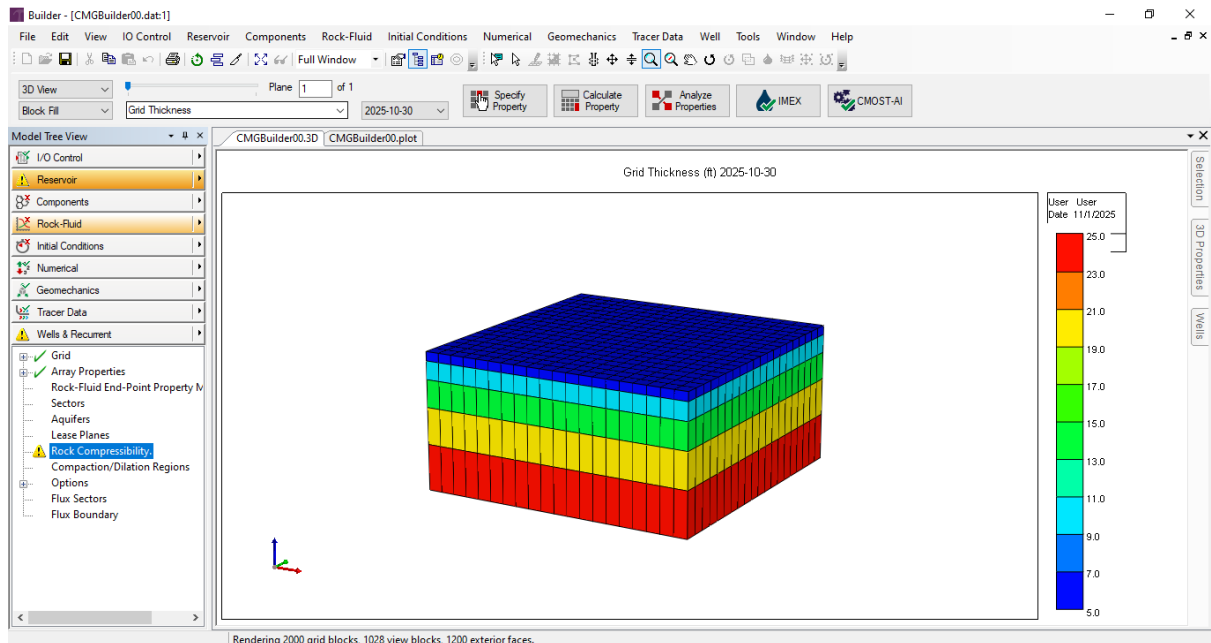 Builder - [CMGBuilder00.dat:1]
File Edit View IO Control Reservoir Components Rock-Fluid Initial Conditions Numerical Geomechanics Tracer Data Well Tools Window Help
Full Window
3D View
Plane 1 of 1
Block Fill
Grid Thickness
2025-10-30
Specify Property
Calculate Property
Analyze Properties
IMEX
CMOST-AI
Model Tree View
I/O Control
Reservoir
Components
Rock-Fluid
Initial Conditions
Numerical
Geomechanics
Tracer Data
Wells & Recurrent
Grid
Array Properties
Rock-Fluid End-Point Property M
Sectors
Aquifers
Lease Planes
Rock Compressibility.
Compaction/Dilation Regions
Options
Flux Sectors
Flux Boundary
CMGBuilder00.3D CMGBuilder00.plot
Grid Thickness (ft) 2025-10-30
User User
Date 11/1/2025
25.0
23.0
21.0
19.0
17.0
15.0
13.0
11.0
9.0
7.0
5.0
Selection
3D Properties
Wells
Rendering 2000 grid blocks, 1028 view blocks, 1200 exterior faces.